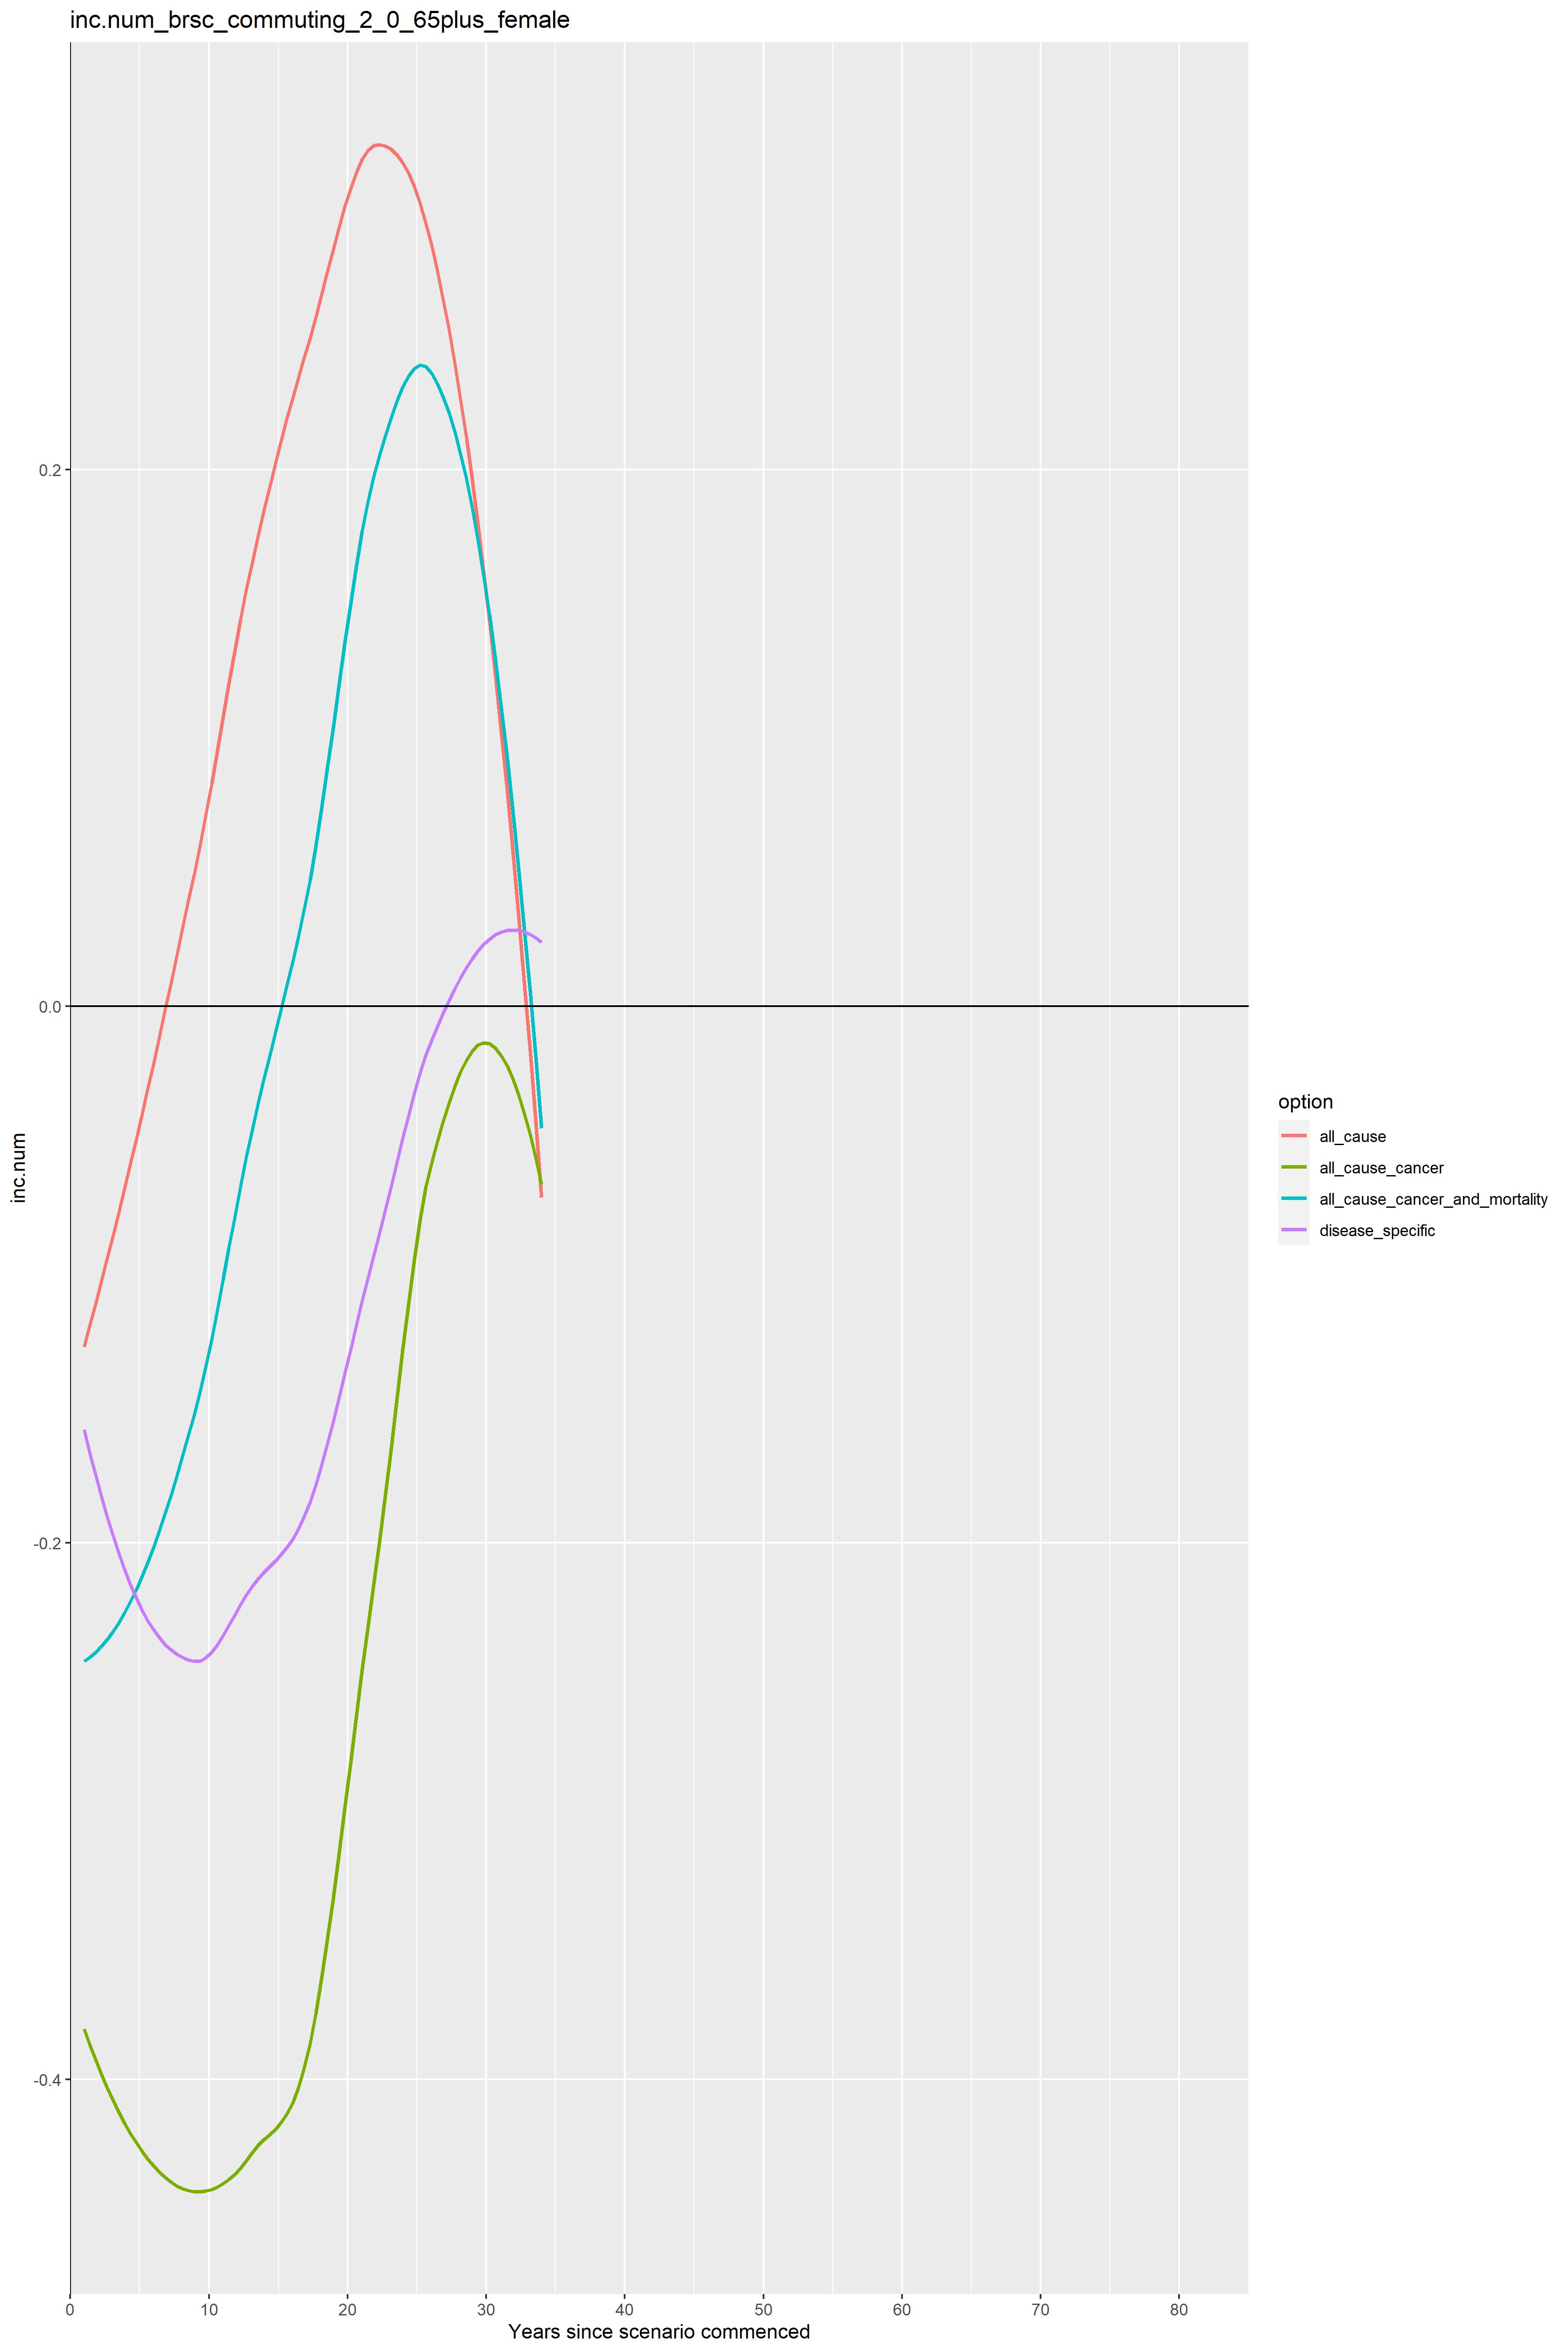 inc.num_brsc_commuting_2_0_65plus_female
0.2
0.0
-0.2
-0.4
inc.num
0 10 20 30 40 50 60 70 80
Years since scenario commenced
option
all_cause
all_cause_cancer
all_cause_cancer_and_mortality
disease_specific